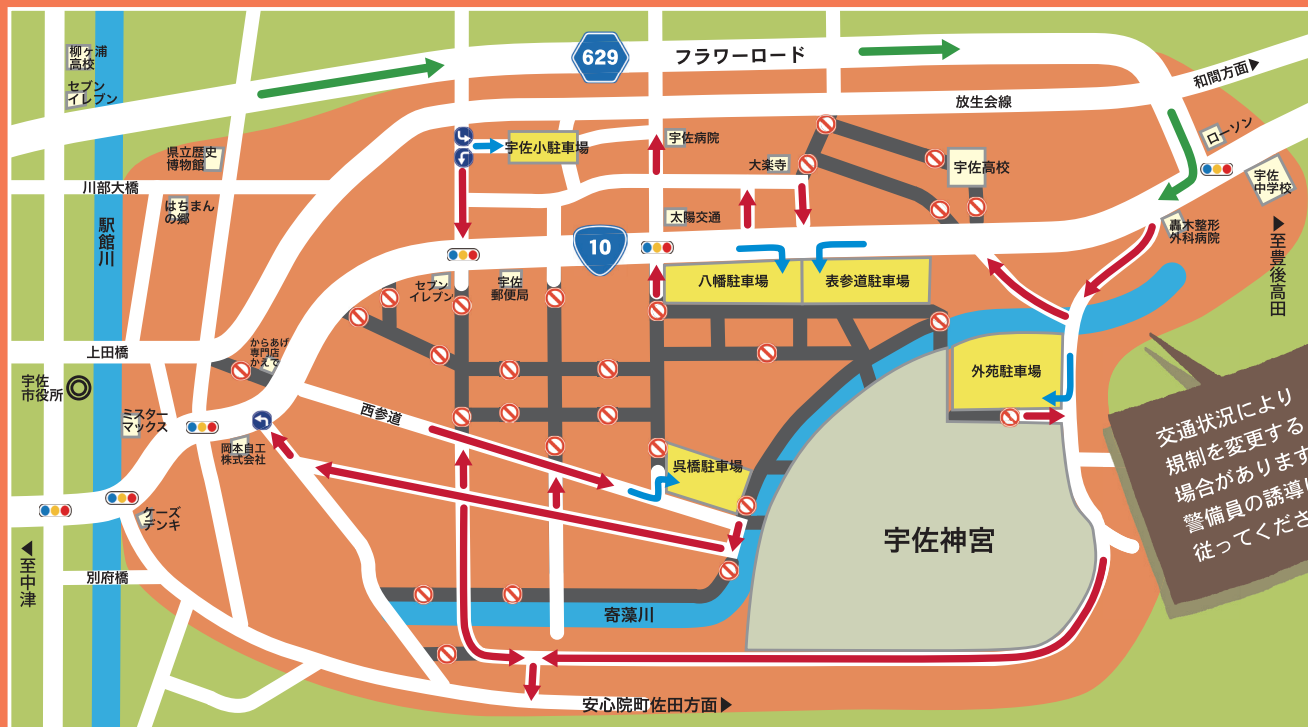 柳ヶ浦
高校
セブン
イレブン
629
フラワーロード
和間方面▶
放生会線
ローソン
県立歴史
博物館
宇佐小駐車場
宇佐病院
大楽寺
宇佐高校
宇佐
中学校
川部大橋
はちまん
の郷
駅館川
太陽交通
轟木整形
外科病院
▲至豊後高田
10
セブン
イレブン
宇佐
郵便局
八幡駐車場
表参道駐車場
上田橋
からあげ
専門店
かえで
宇佐
市役所
外苑駐車場
ミスター
マックス
西参道
岡本自工
株式会社
呉橋駐車場
ケーズ
デンキ
宇佐神宮
▲至中津
別府橋
寄藻川
安心院町佐田方面▶
交通状況により
規制を変更する
場合があります
警備員の誘導に
従ってくださ